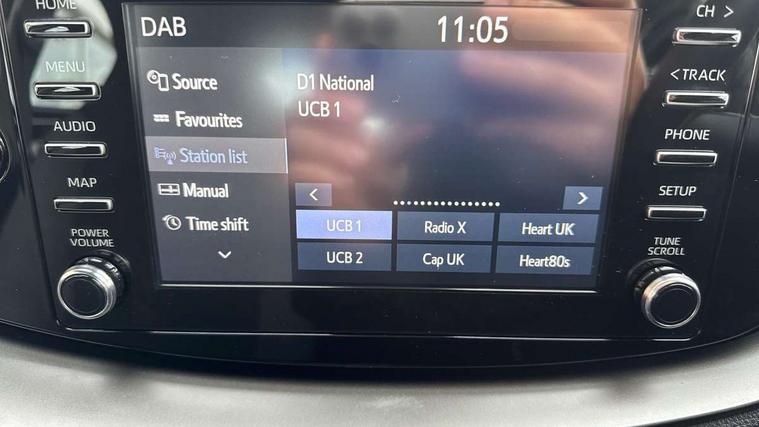 HOME
MENU
AUDIO
MAP
POWER
VOLUME
DAB
11:05
Source
Favourites
Station list
Manual
Time shift
D1 National
UCB 1
< >
UCB 1 Radio X Heart UK
UCB 2 Cap UK Heart80s
CH >
< TRACK
PHONE
SETUP
TUNE
SCROLL